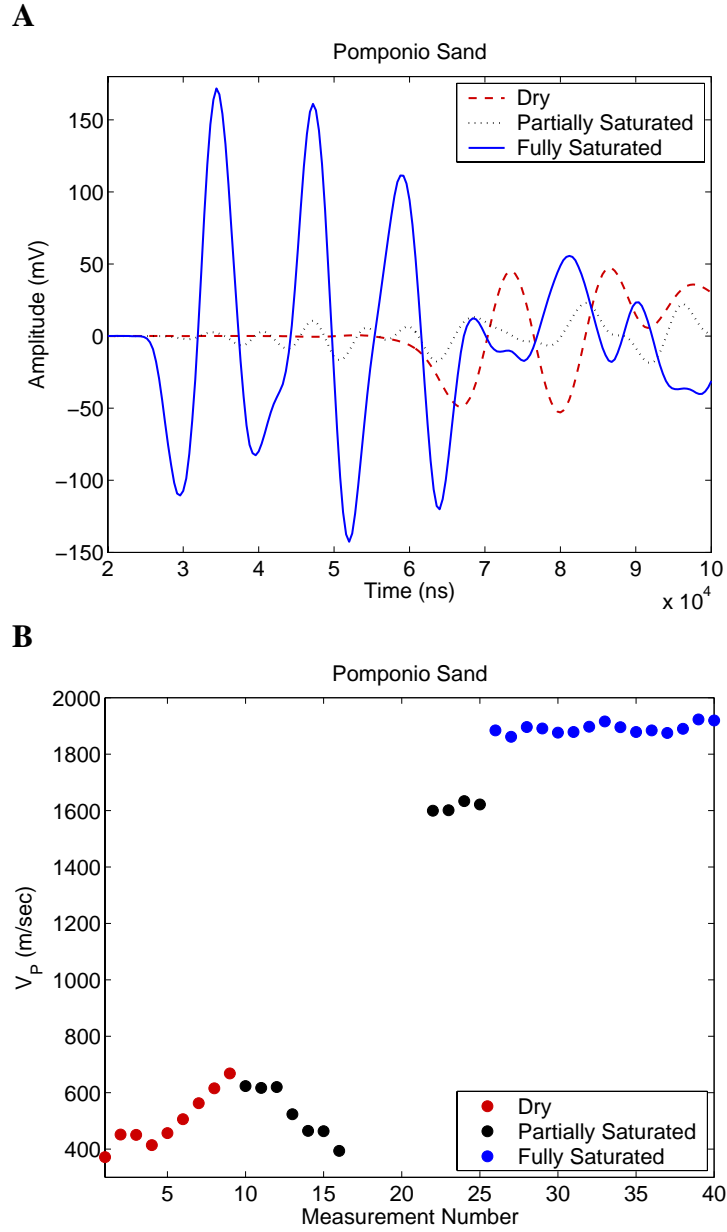 A
Pomponio Sand
Dry
Partially Saturated
Fully Saturated
150
100
50
0
−50
−100
−150
Amplitude (mV)
2 3 4 5 6 7 8 9 10
Time (ns)
x 10^4
B
Pomponio Sand
2000
1800
1600
1400
1200
1000
800
600
400
V_P (m/sec)
Dry
Partially Saturated
Fully Saturated
5 10 15 20 25 30 35 40
Measurement Number